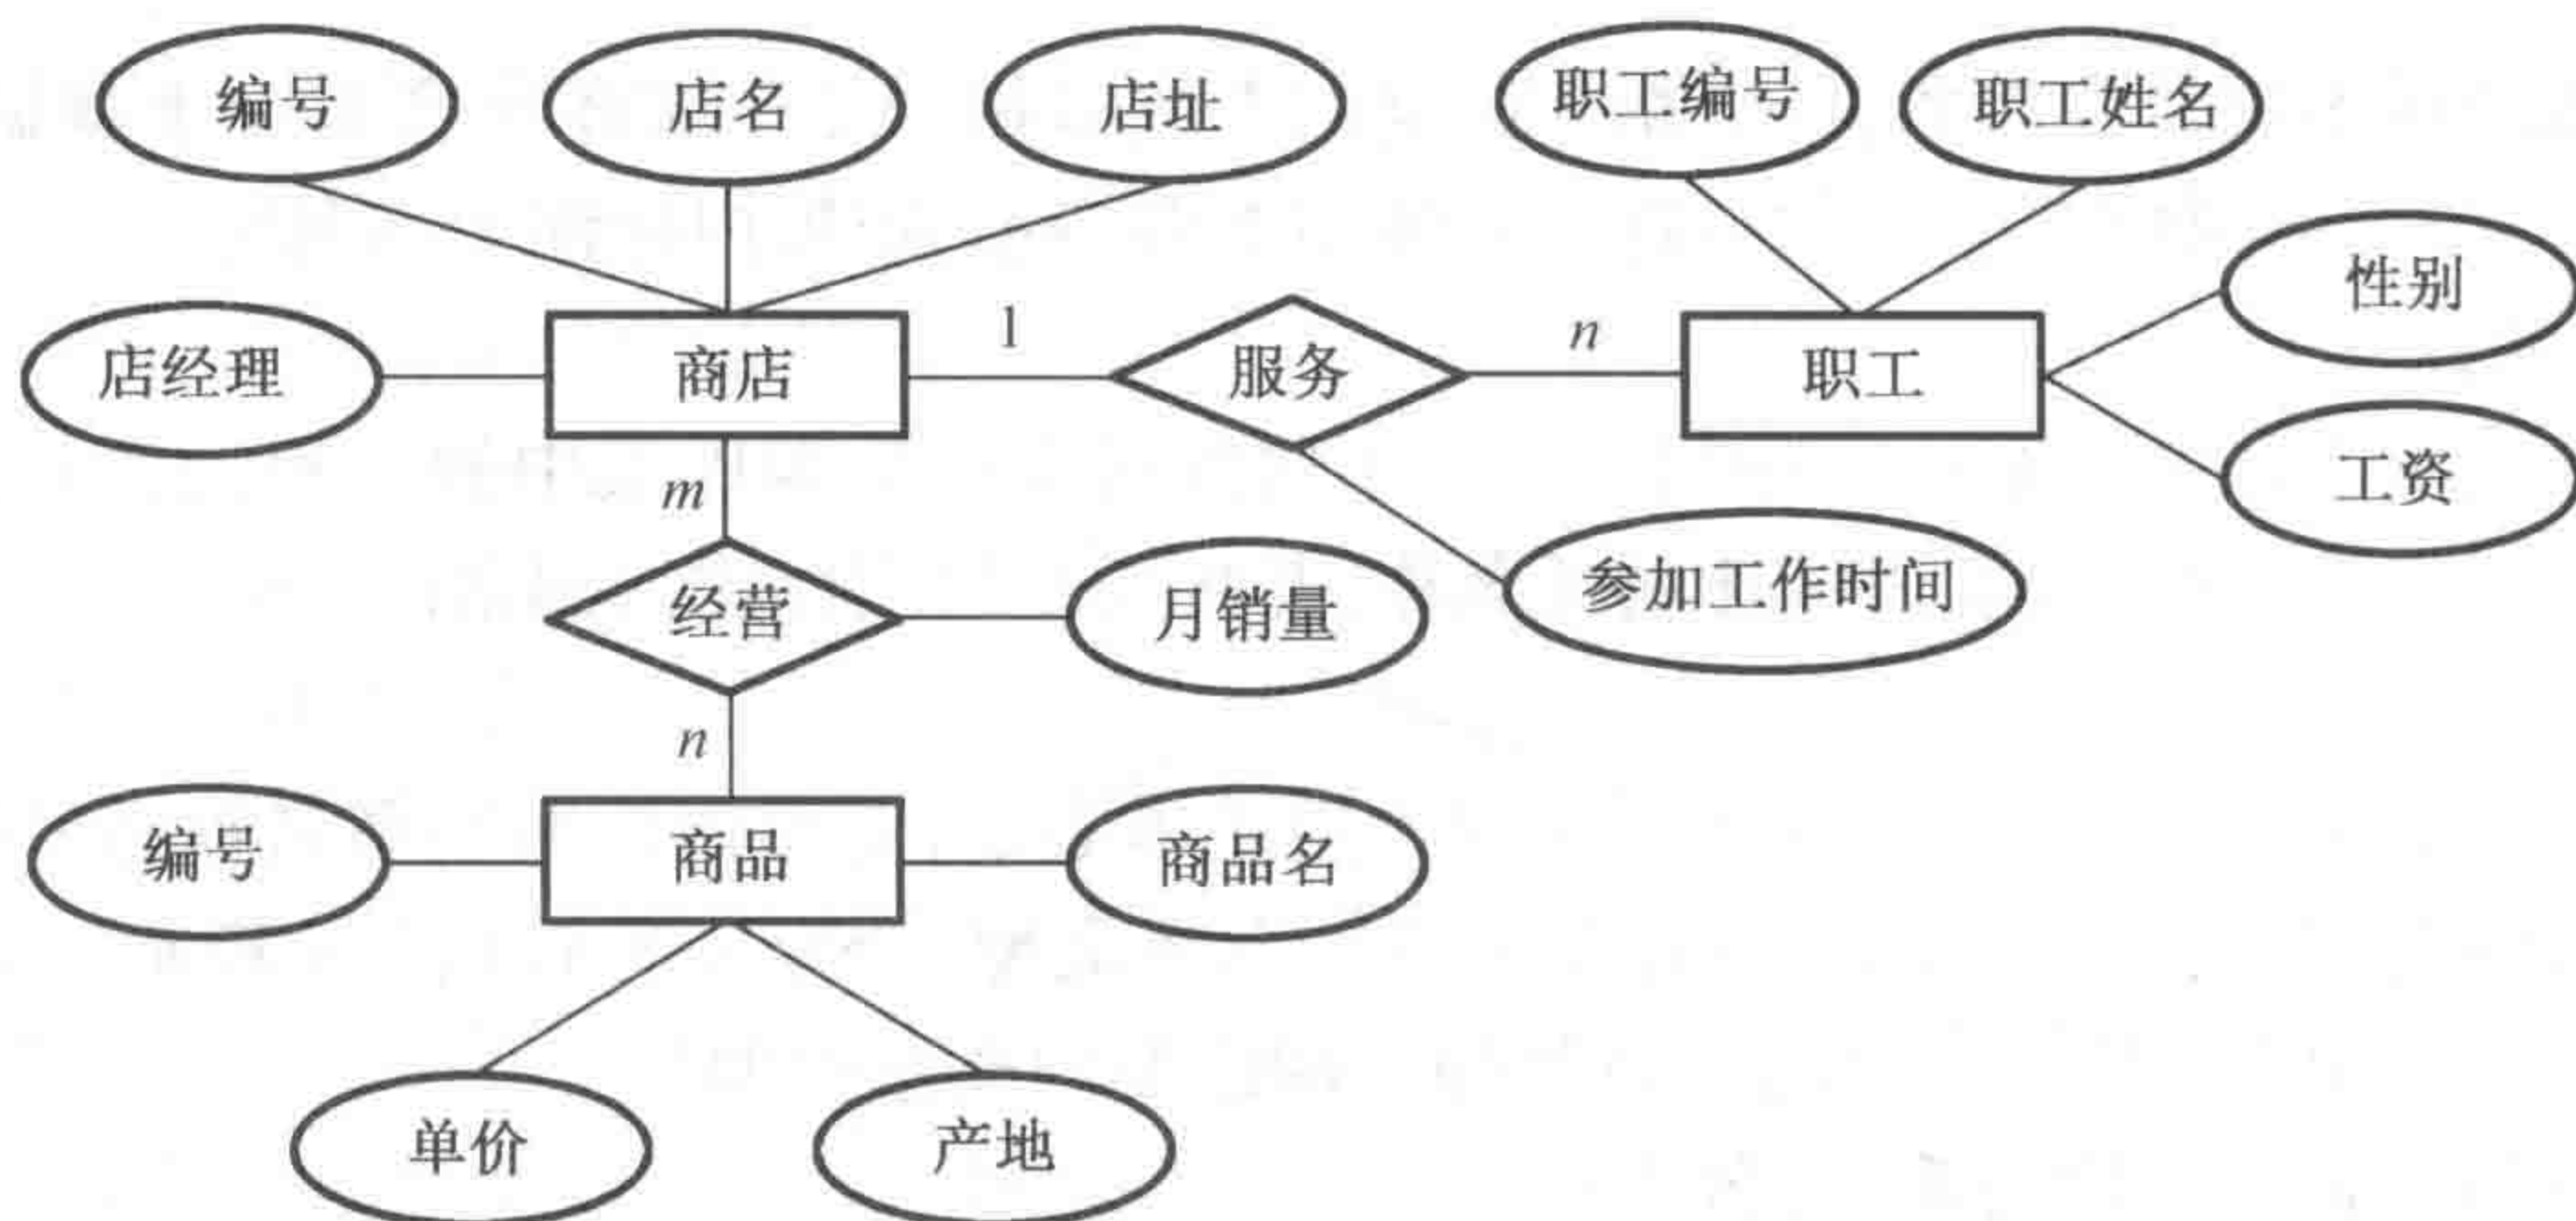 编号
店名
店址
职工编号
职工姓名
性别
店经理
商店
1
服务
n
职工
工资
m
经营
月销量
参加工作时间
n
编号
商品
商品名
单价
产地